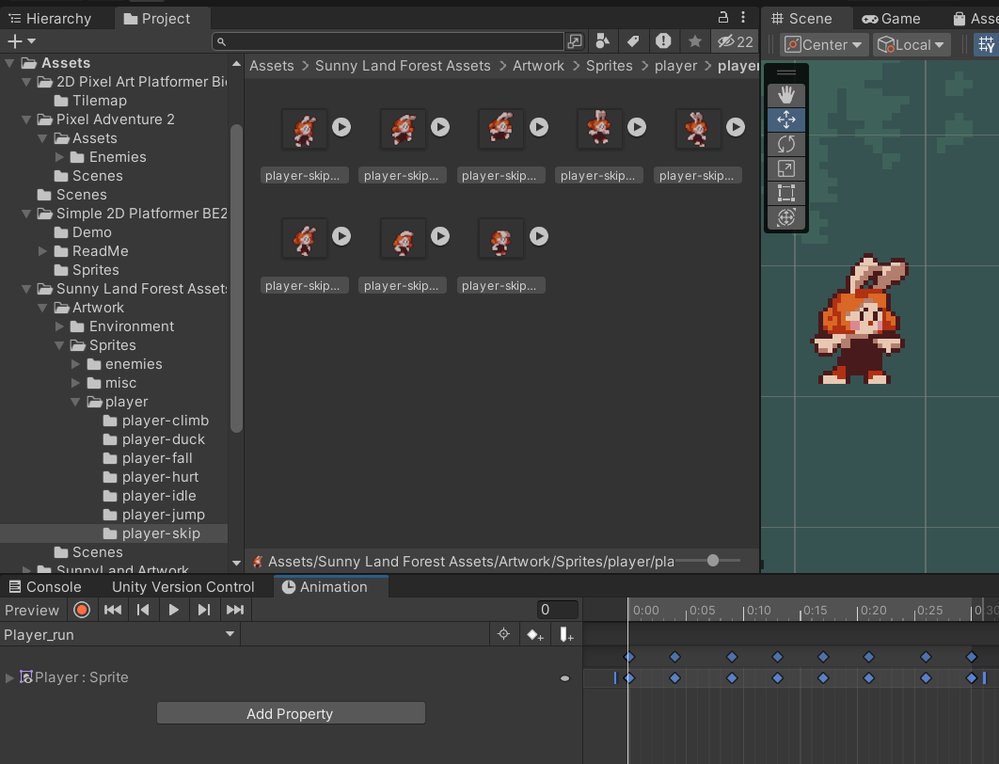 Hierarchy Project
Scene Game Asse
22
Center Local
Assets
2D Pixel Art Platformer Bi
Tilemap
Pixel Adventure 2
Assets
Enemies
Scenes
Scenes
Simple 2D Platformer BE2
Demo
ReadMe
Sprites
Sunny Land Forest Assets
Artwork
Environment
Sprites
enemies
misc
player
player-climb
player-duck
player-fall
player-hurt
player-idle
player-jump
player-skip
Scenes
SunnyLand Artwork
Assets > Sunny Land Forest Assets > Artwork > Sprites > player > player
player-skip... player-skip... player-skip... player-skip... player-skip...
player-skip... player-skip... player-skip...
Assets/Sunny Land Forest Assets/Artwork/Sprites/player/pla
Console Unity Version Control Animation
Preview 0
0:00 0:05 0:10 0:15 0:20 0:25 0:30
Player_run
Player : Sprite
Add Property